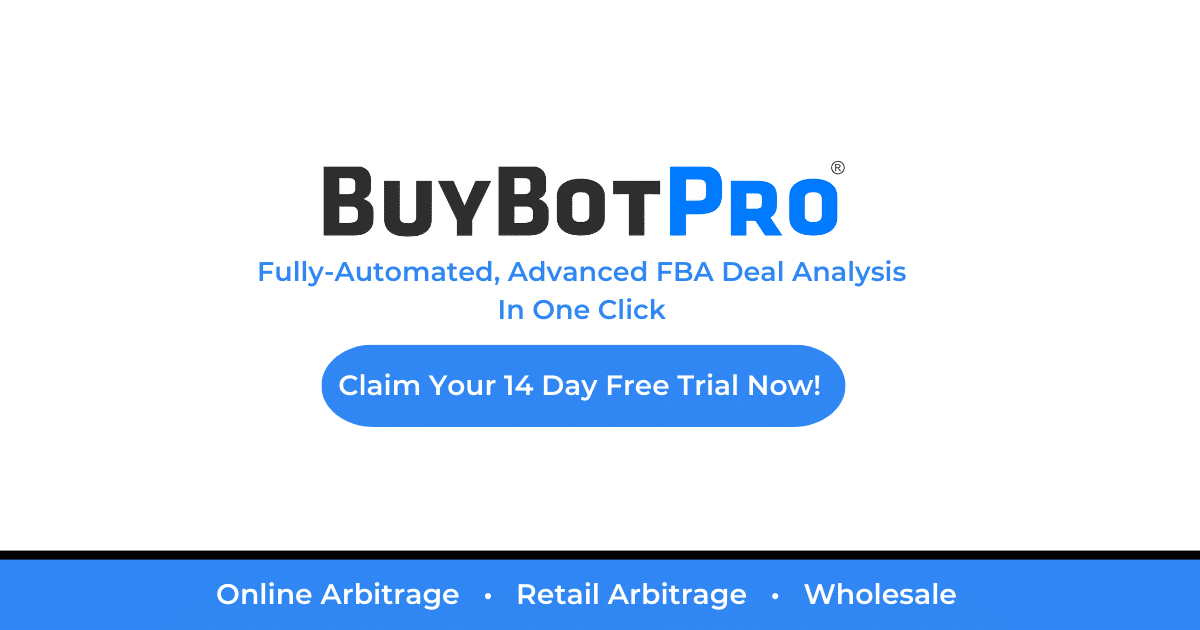 BuyBotPro®
Fully-Automated, Advanced FBA Deal Analysis
In One Click
Claim Your 14 Day Free Trial Now!
Online Arbitrage • Retail Arbitrage • Wholesale